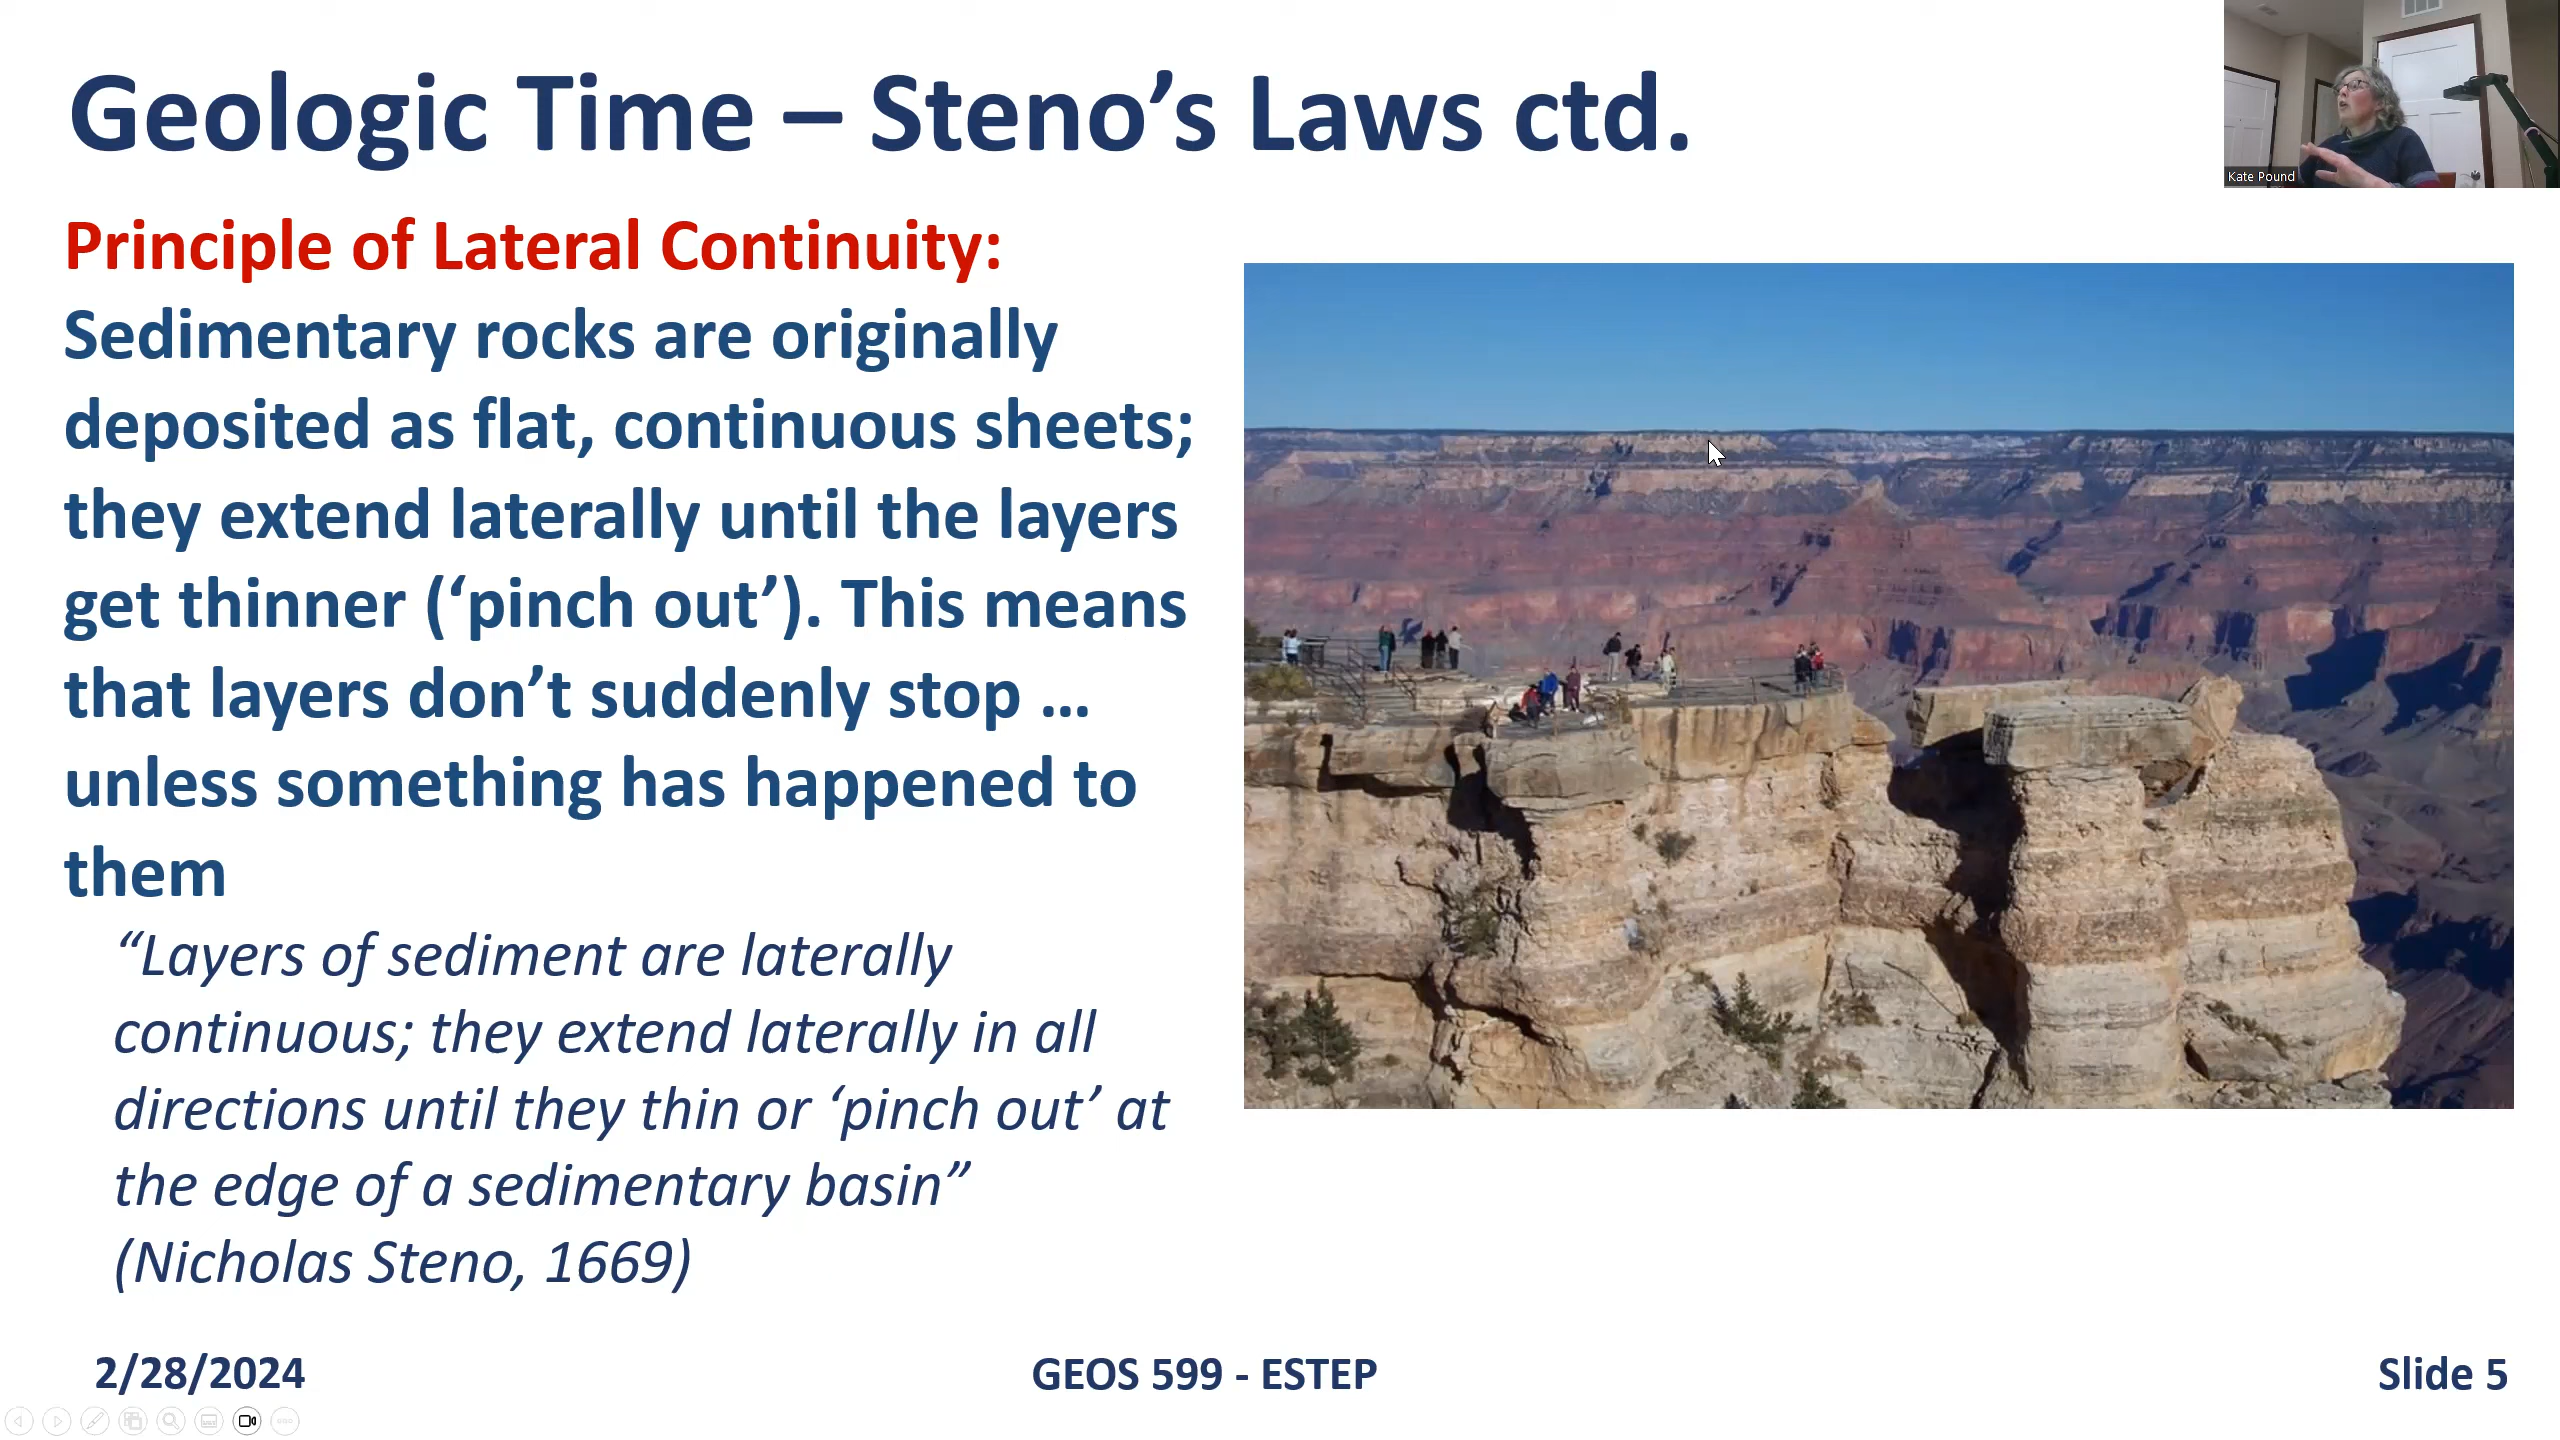 Geologic Time – Steno’s Laws ctd.
Kate Pound
Principle of Lateral Continuity:
Sedimentary rocks are originally
deposited as flat, continuous sheets;
they extend laterally until the layers
get thinner (‘pinch out’). This means
that layers don’t suddenly stop …
unless something has happened to
them
“Layers of sediment are laterally
continuous; they extend laterally in all
directions until they thin or ‘pinch out’ at
the edge of a sedimentary basin”
(Nicholas Steno, 1669)
2/28/2024
GEOS 599 - ESTEP
Slide 5